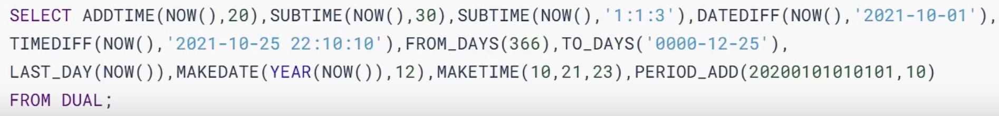 SELECT ADDTIME(NOW(),20),SUBTIME(NOW(),30),SUBTIME(NOW(),'1:1:3'),DATEDIFF(NOW(),'2021-10-01'),
TIMEDIFF(NOW(),'2021-10-25 22:10:10'),FROM_DAYS(366),TO_DAYS('0000-12-25'),
LAST_DAY(NOW()),MAKEDATE(YEAR(NOW()),12),MAKETIME(10,21,23),PERIOD_ADD(20200101010101,10)
FROM DUAL;